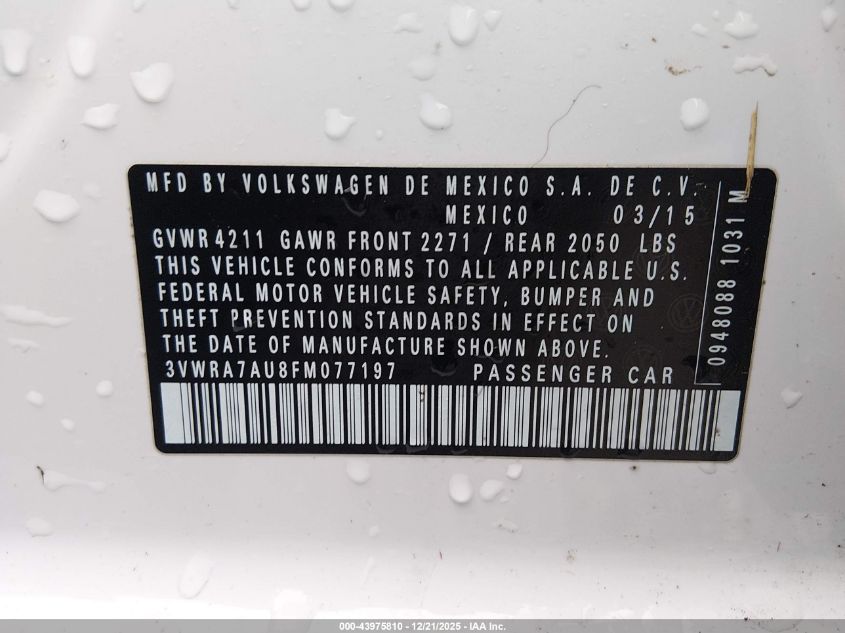 MFD BY VOLKSWAGEN DE MEXICO S.A. DE C.V.
MEXICO 03/15
GVWR 4211 GAWR FRONT 2271 / REAR 2050 LBS
THIS VEHICLE CONFORMS TO ALL APPLICABLE U.S.
FEDERAL MOTOR VEHICLE SAFETY, BUMPER AND
THEFT PREVENTION STANDARDS IN EFFECT ON
THE DATE OF MANUFACTURE SHOWN ABOVE.
3VWRA7AU8FM077197 PASSENGER CAR
0948088 1031 M
000-43975810 - 12/21/2025 - IAA Inc.